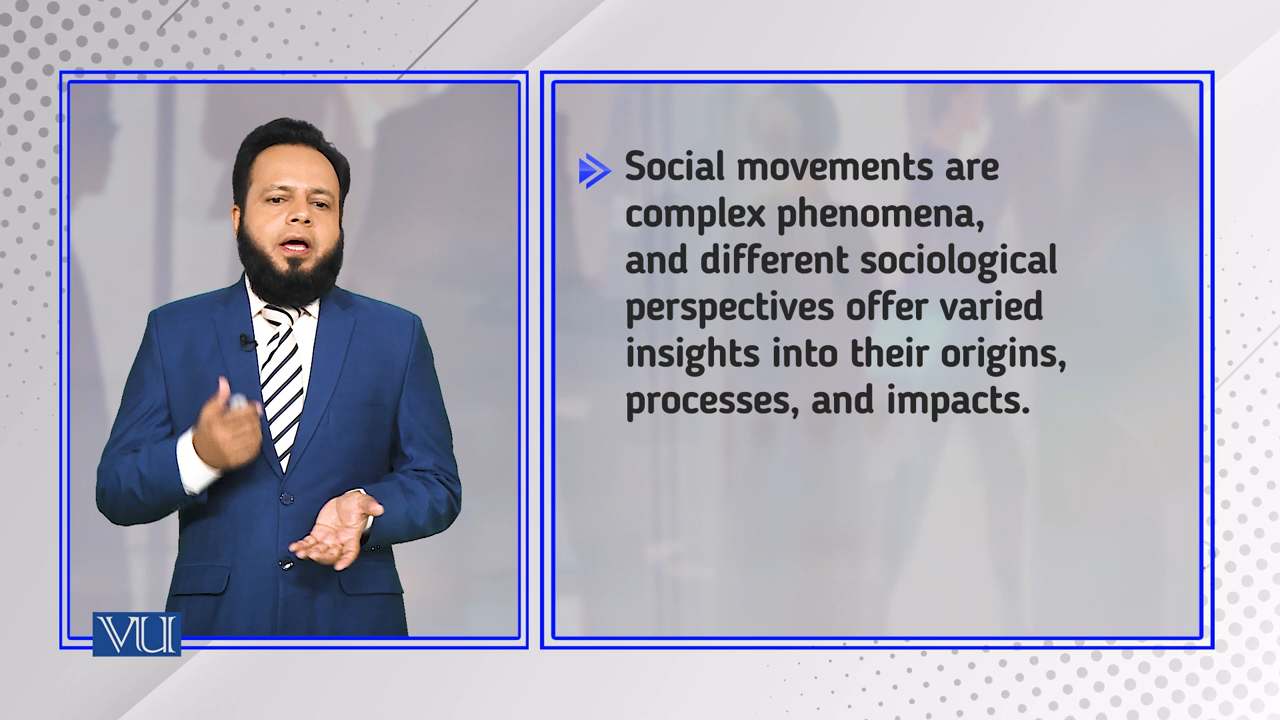 Social movements are
complex phenomena,
and different sociological
perspectives offer varied
insights into their origins,
processes, and impacts.
VU